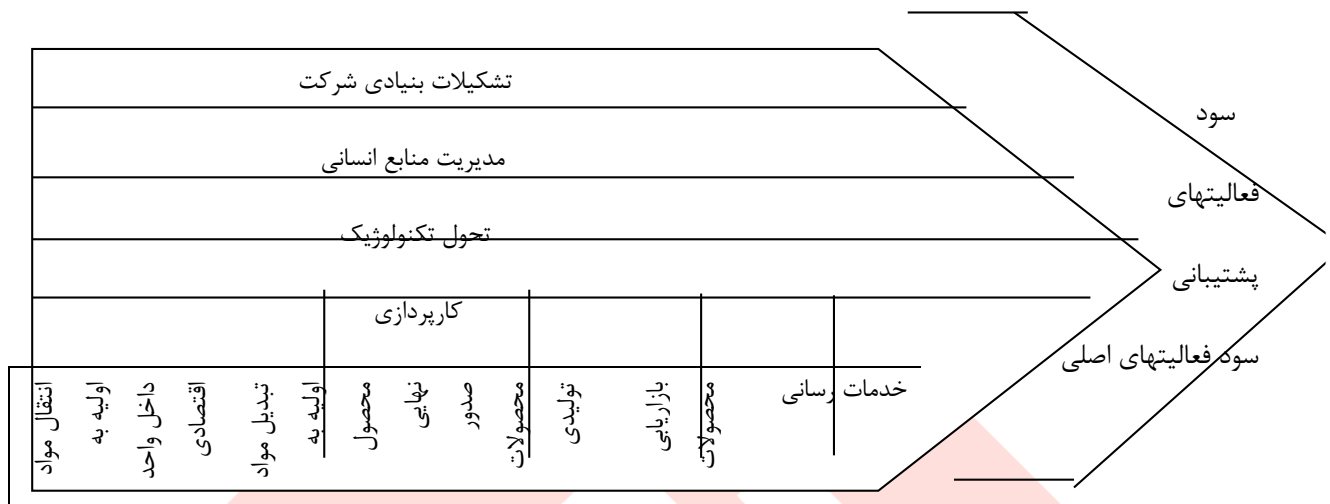 تشکیلات بنیادی شرکت
مدیریت منابع انسانی
تحول تکنولوژیک
کارپردازی
سود
فعالیتهای
پشتیبانی
سود فعالیتهای اصلی
انتقال مواد
اولیه به
داخل واحد
اقتصادی
تبدیل مواد
اولیه به
محصول
نهایی
صدور
محصولات
تولیدی
بازاریابی
محصولات
خدمات رسانی